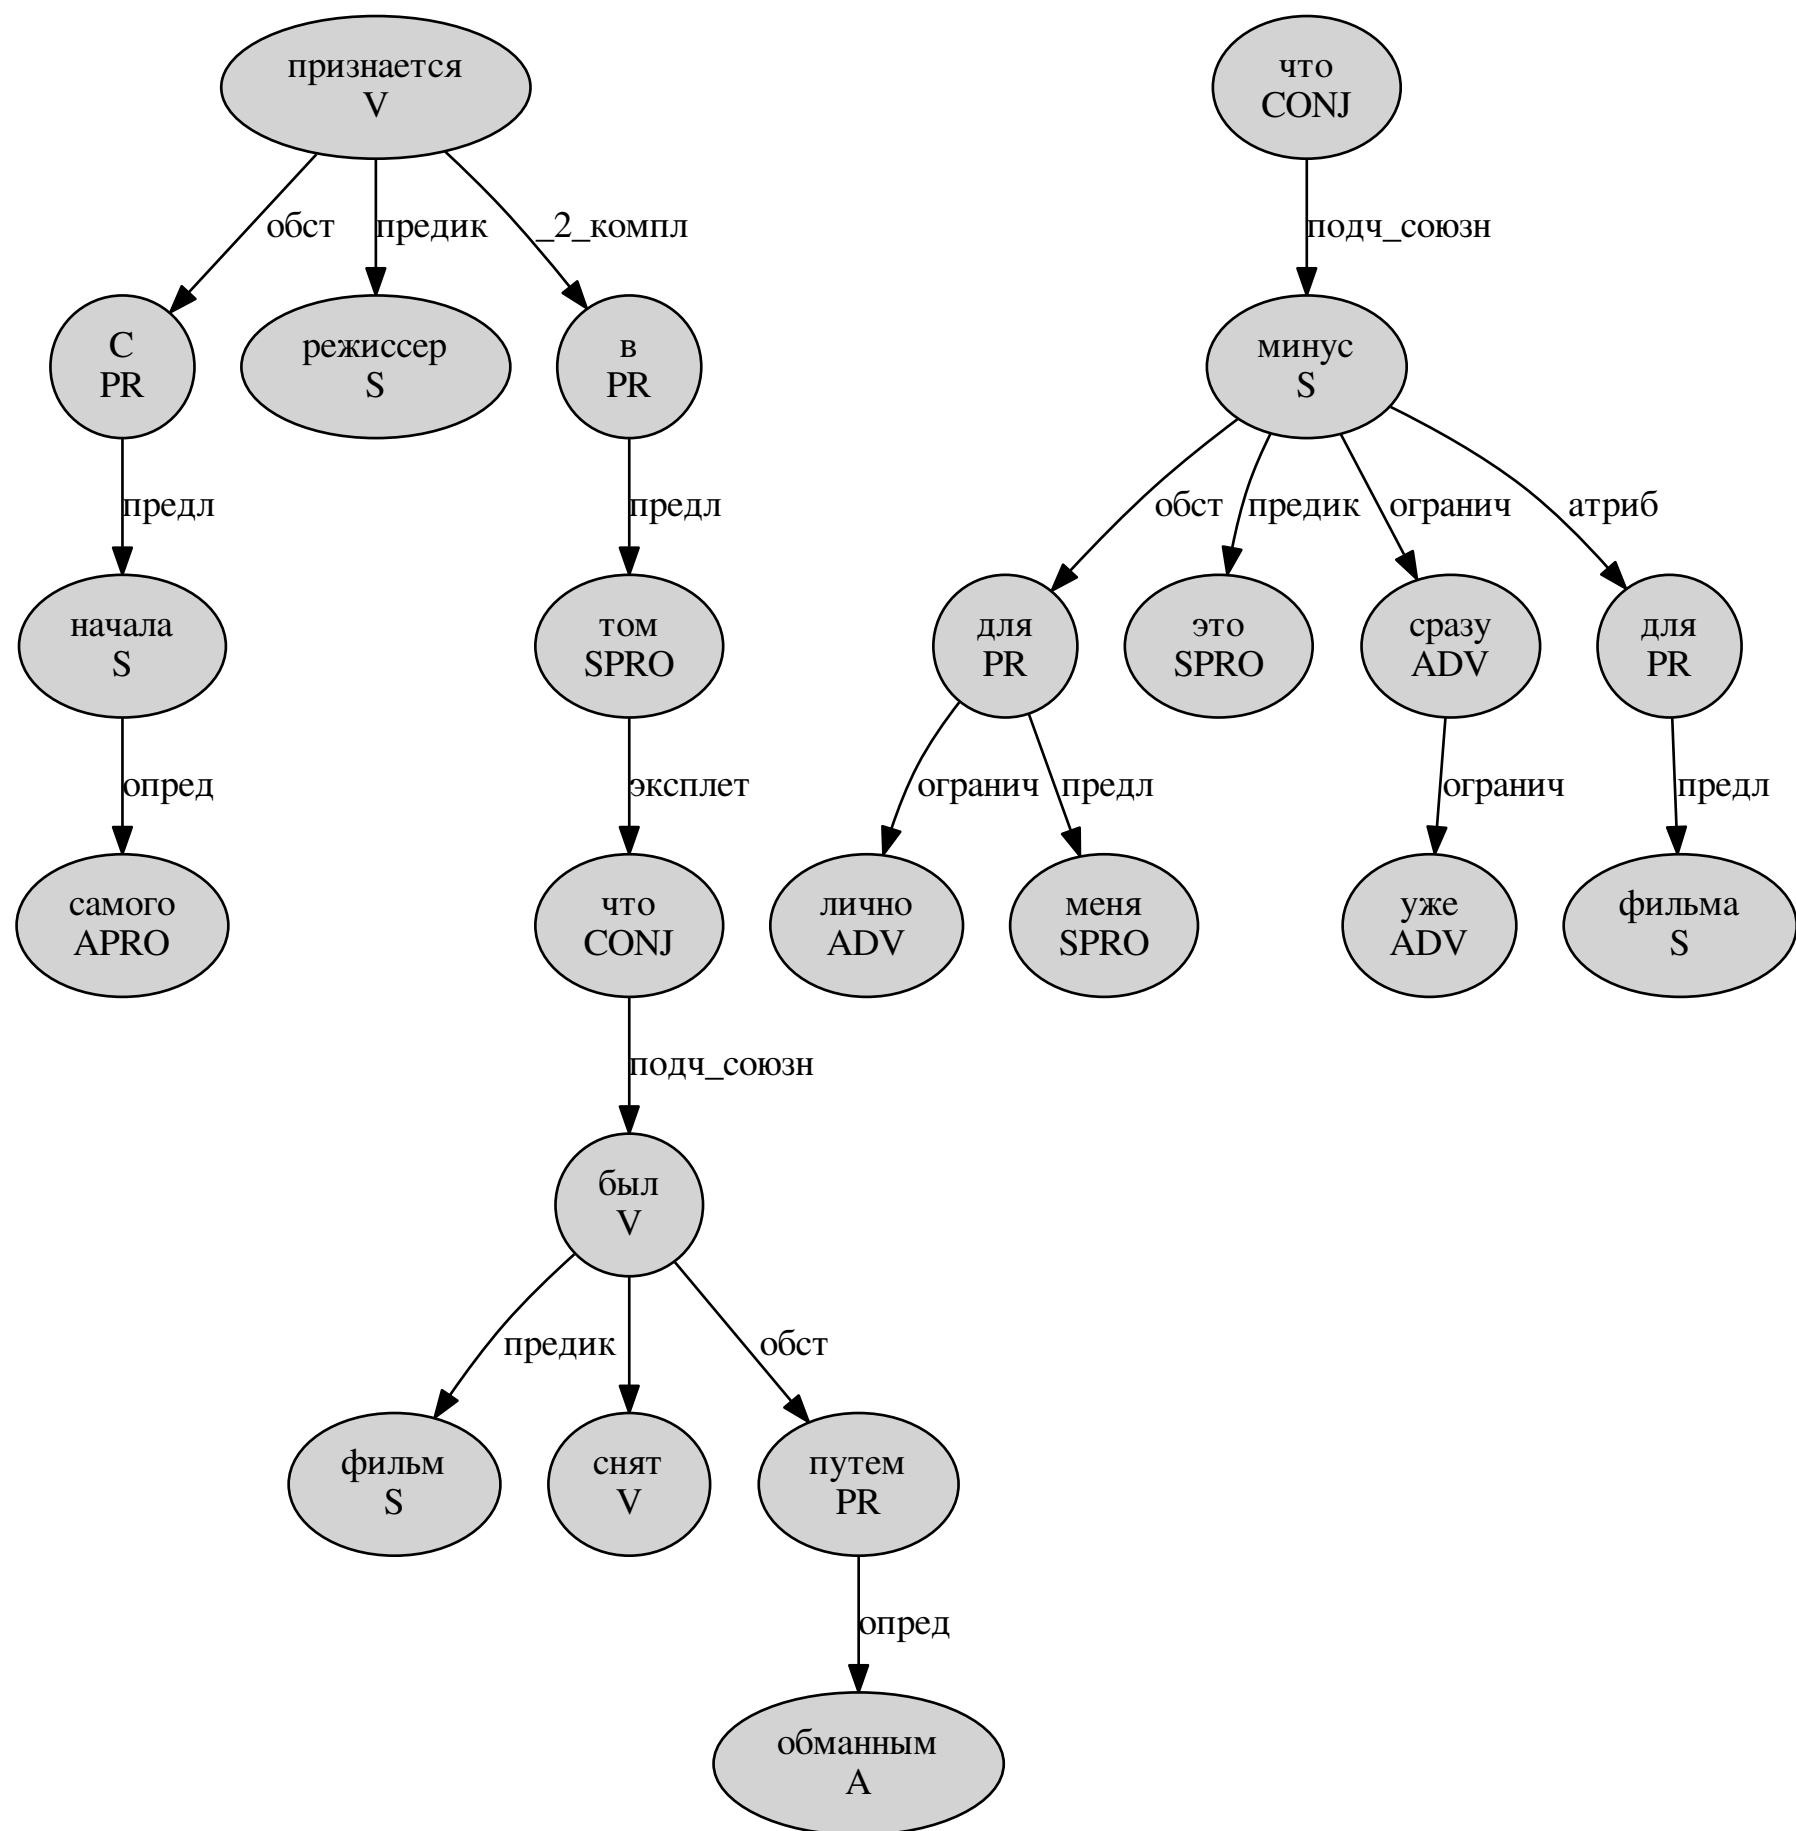 признается
V
что
CONJ
обст
предик
_2_компл
подч_союзн
С
PR
режиссер
S
в
PR
минус
S
предл
предл
обст
предик
огранич
атриб
начала
S
том
SPRO
для
PR
это
SPRO
сразу
ADV
для
PR
опред
эксплет
огранич
предл
огранич
предл
самого
APRO
что
CONJ
лично
ADV
меня
SPRO
уже
ADV
фильма
S
подч_союзн
был
V
предик
обст
фильм
S
снят
V
путем
PR
опред
обманным
A